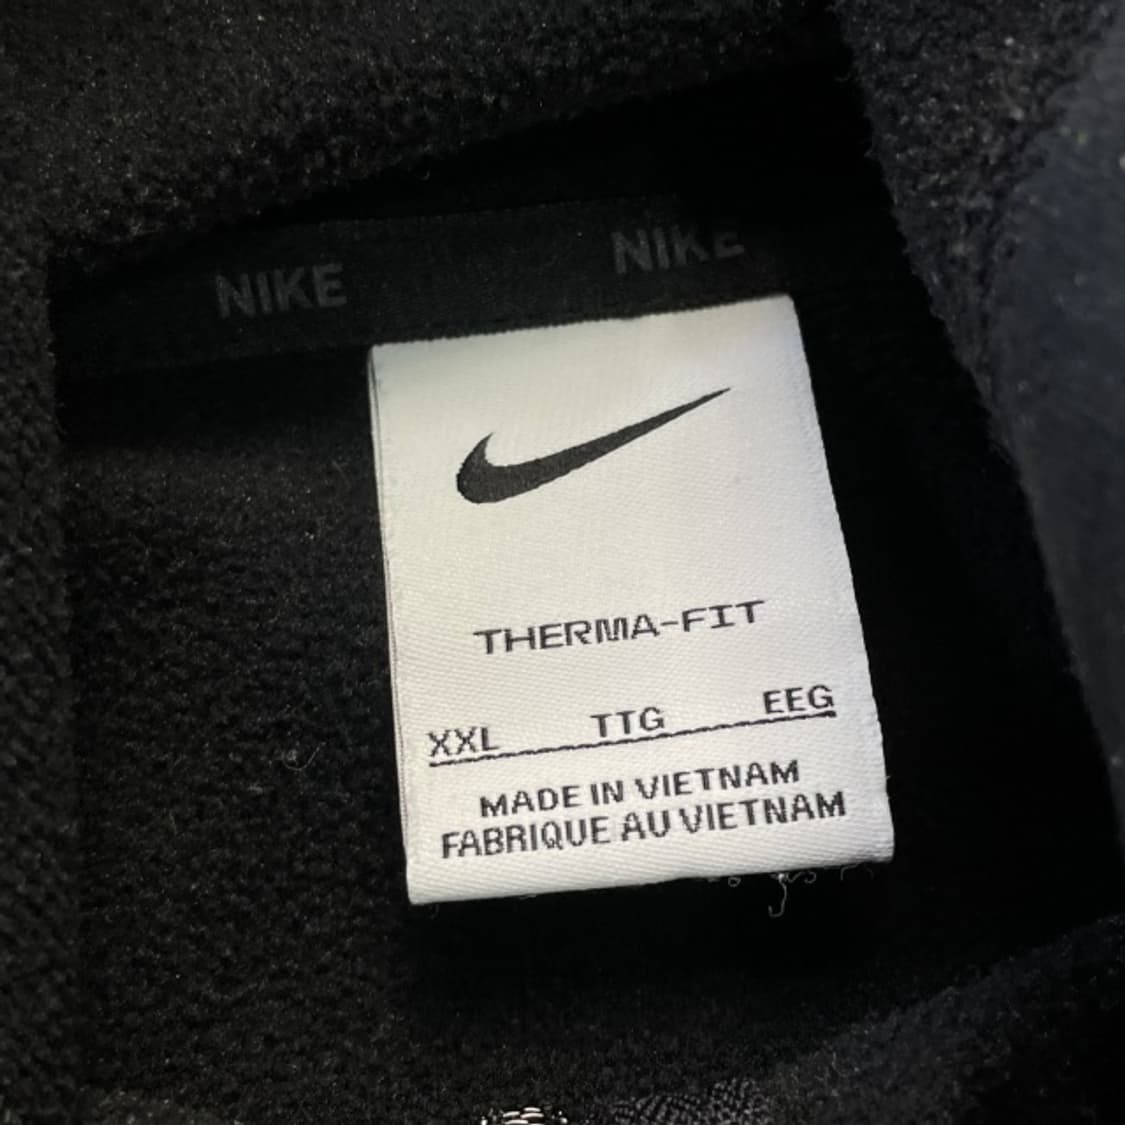 NIKE NIKE
THERMA-FIT
XXL TTG EEG
MADE IN VIETNAM
FABRIQUE AU VIETNAM